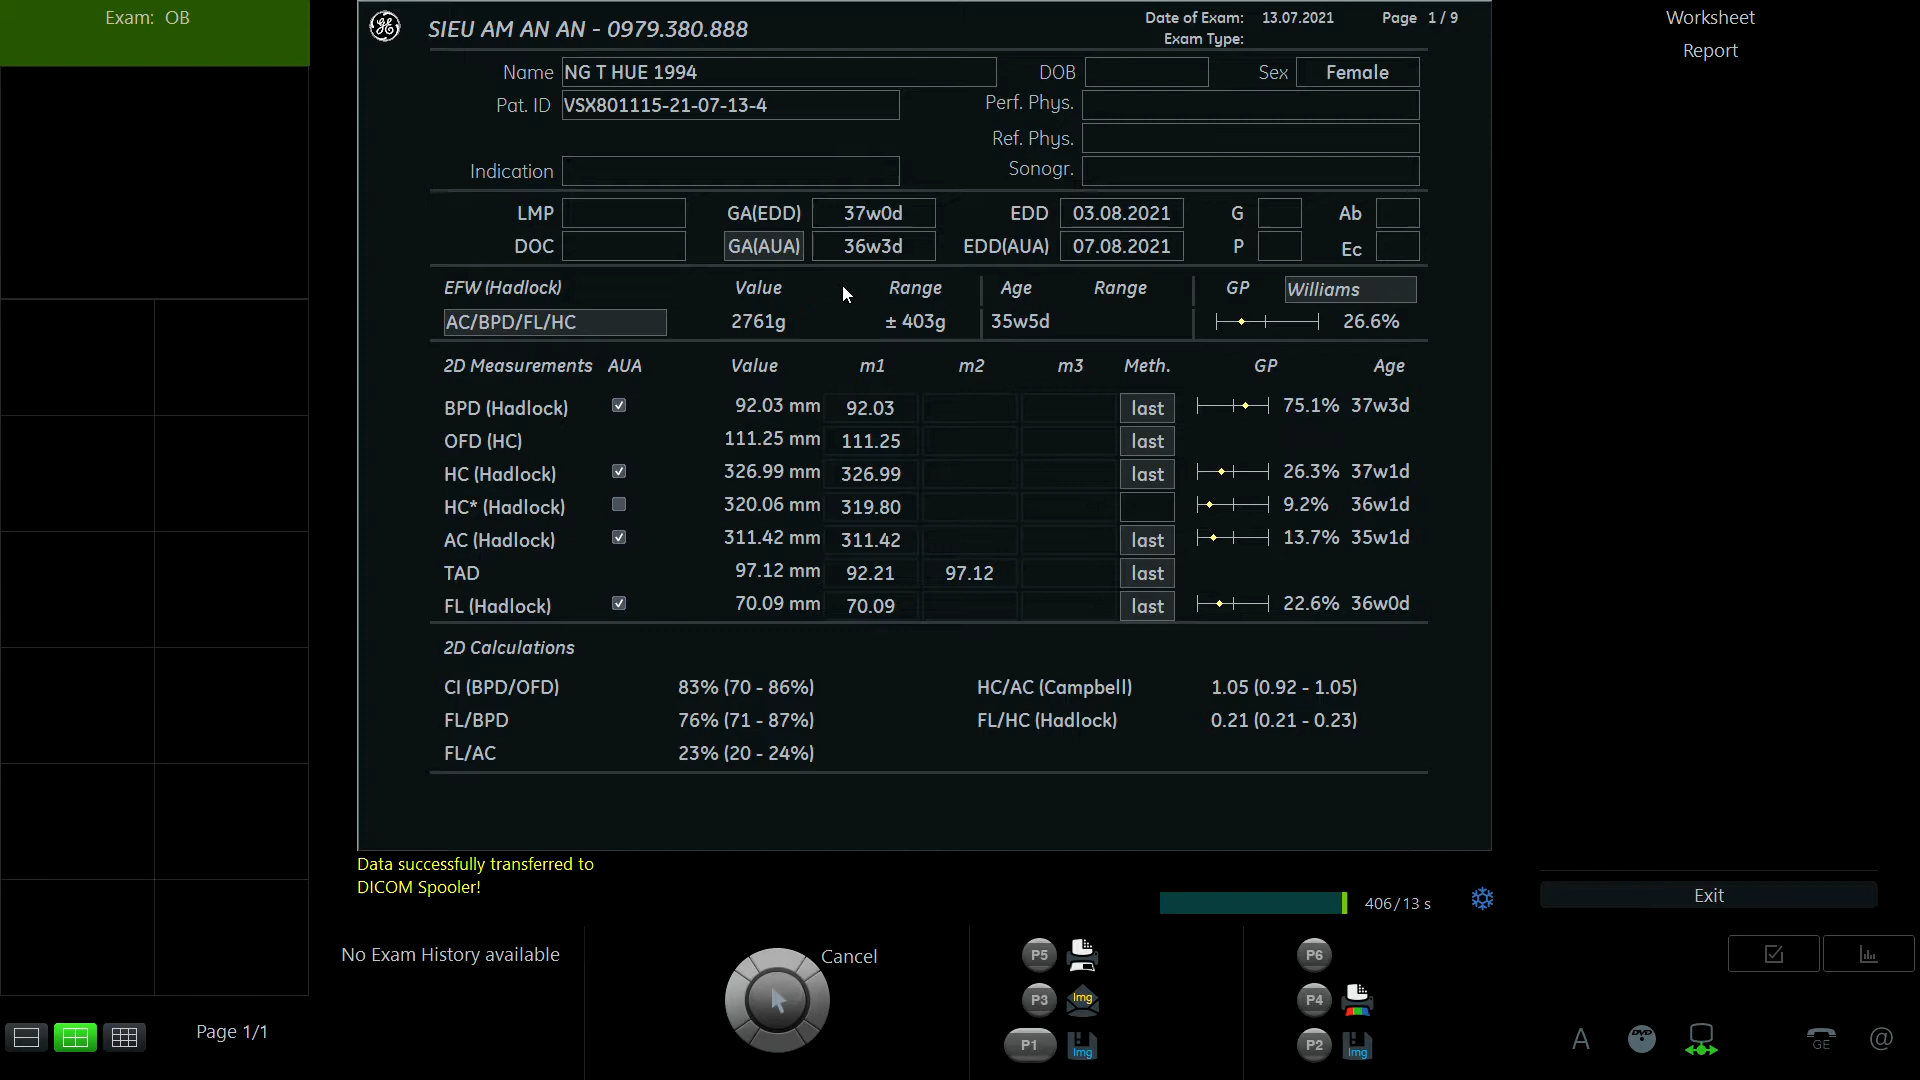 Exam: OB
SIEU AM AN AN - 0979.380.888
Date of Exam: 13.07.2021 Page 1 / 9
Exam Type:
Worksheet
Report
Name NG T HUE 1994 DOB Sex Female
Pat. ID VSX801115-21-07-13-4 Perf. Phys.
Ref. Phys.
Indication Sonogr.
LMP GA(EDD) 37w0d EDD 03.08.2021 G Ab
DOC GA(AUA) 36w3d EDD(AUA) 07.08.2021 P Ec
EFW (Hadlock) Value Range Age Range GP Williams
AC/BPD/FL/HC 2761g ± 403g 35w5d 26.6%
2D Measurements AUA Value m1 m2 m3 Meth. GP Age
BPD (Hadlock) 92.03 mm 92.03 last 75.1% 37w3d
OFD (HC) 111.25 mm 111.25 last
HC (Hadlock) 326.99 mm 326.99 last 26.3% 37w1d
HC* (Hadlock) 320.06 mm 319.80 9.2% 36w1d
AC (Hadlock) 311.42 mm 311.42 last 13.7% 35w1d
TAD 97.12 mm 92.21 97.12 last
FL (Hadlock) 70.09 mm 70.09 last 22.6% 36w0d
2D Calculations
CI (BPD/OFD) 83% (70 - 86%) HC/AC (Campbell) 1.05 (0.92 - 1.05)
FL/BPD 76% (71 - 87%) FL/HC (Hadlock) 0.21 (0.21 - 0.23)
FL/AC 23% (20 - 24%)
Data successfully transferred to
DICOM Spooler!
406/13 s
Exit
No Exam History available
Cancel
P5 P6
P3 Img P4
P1 Img P2 Img
Page 1/1
A DVD GE @